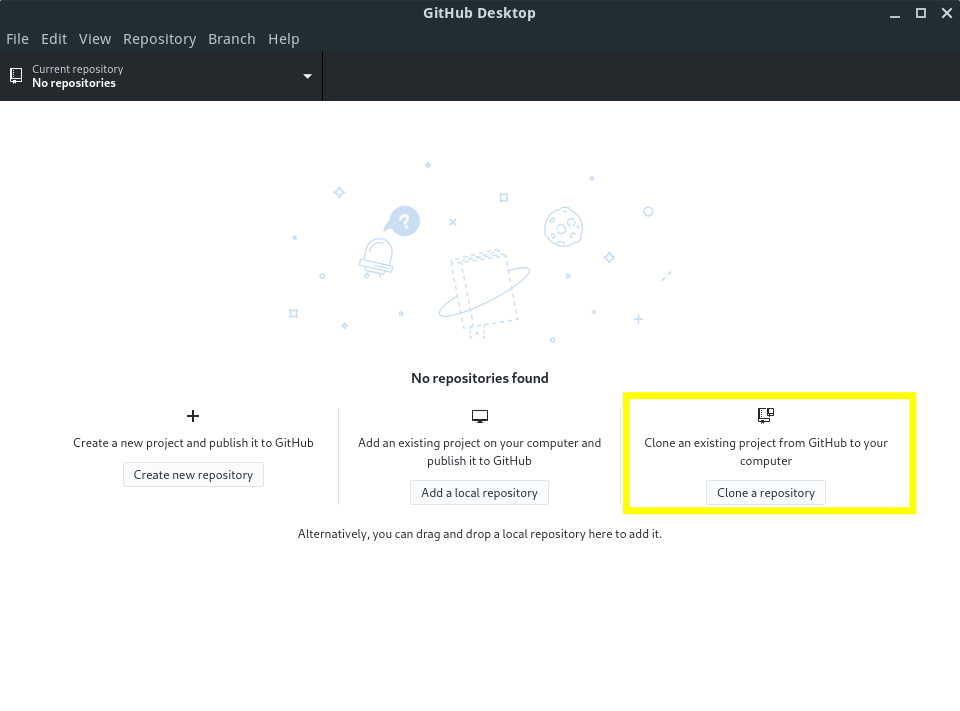 GitHub Desktop
File Edit View Repository Branch Help
Current repository
No repositories
?
No repositories found
Create a new project and publish it to GitHub
Create new repository
Add an existing project on your computer and
publish it to GitHub
Add a local repository
Clone an existing project from GitHub to your
computer
Clone a repository
Alternatively, you can drag and drop a local repository here to add it.